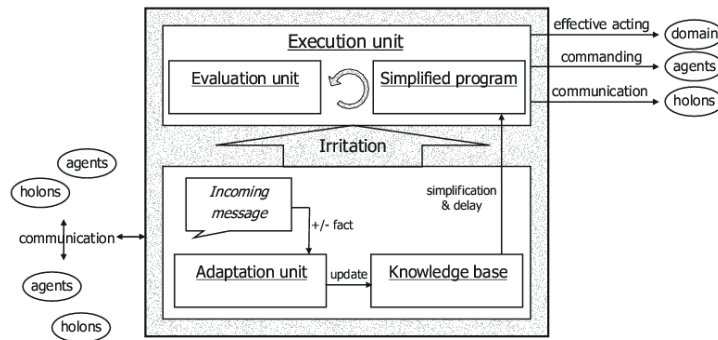 Execution unit
Evaluation unit
Simplified program
effective acting
domain
commanding
agents
communication
holons
Irritation
simplification
& delay
Incoming
message
+/- fact
Adaptation unit
update
Knowledge base
agents
holons
communication
agents
holons